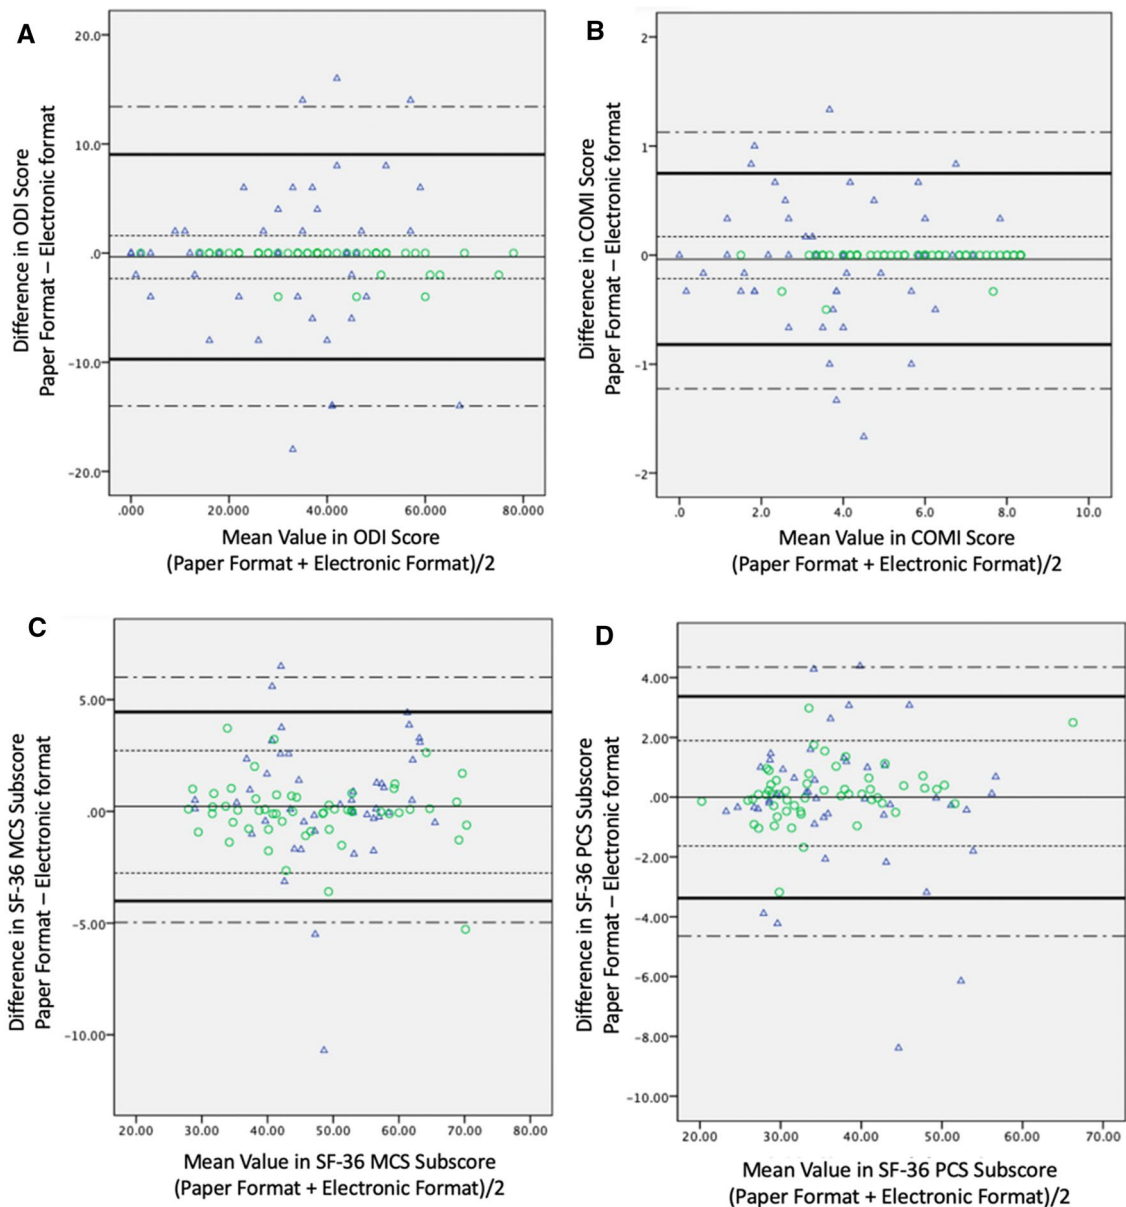 A
20.0
10.0
.0
-10.0
-20.0
.000
20.000
40.000
60.000
80.000
Difference in ODI Score
Paper Format – Electronic format
Mean Value in ODI Score
(Paper Format + Electronic Format)/2
B
2
1
0
-1
-2
.0
2.0
4.0
6.0
8.0
10.0
Difference in COMI Score
Paper Format – Electronic format
Mean Value in COMI Score
(Paper Format + Electronic Format)/2
C
5.00
.00
-5.00
-10.00
20.00
30.00
40.00
50.00
60.00
70.00
80.00
Difference in SF-36 MCS Subscore
Paper Format – Electronic format
Mean Value in SF-36 MCS Subscore
(Paper Format + Electronic Format)/2
D
4.00
2.00
.00
-2.00
-4.00
-6.00
-8.00
-10.00
20.00
30.00
40.00
50.00
60.00
70.00
Difference in SF-36 PCS Subscore
Paper Format – Electronic format
Mean Value in SF-36 PCS Subscore
(Paper Format + Electronic Format)/2